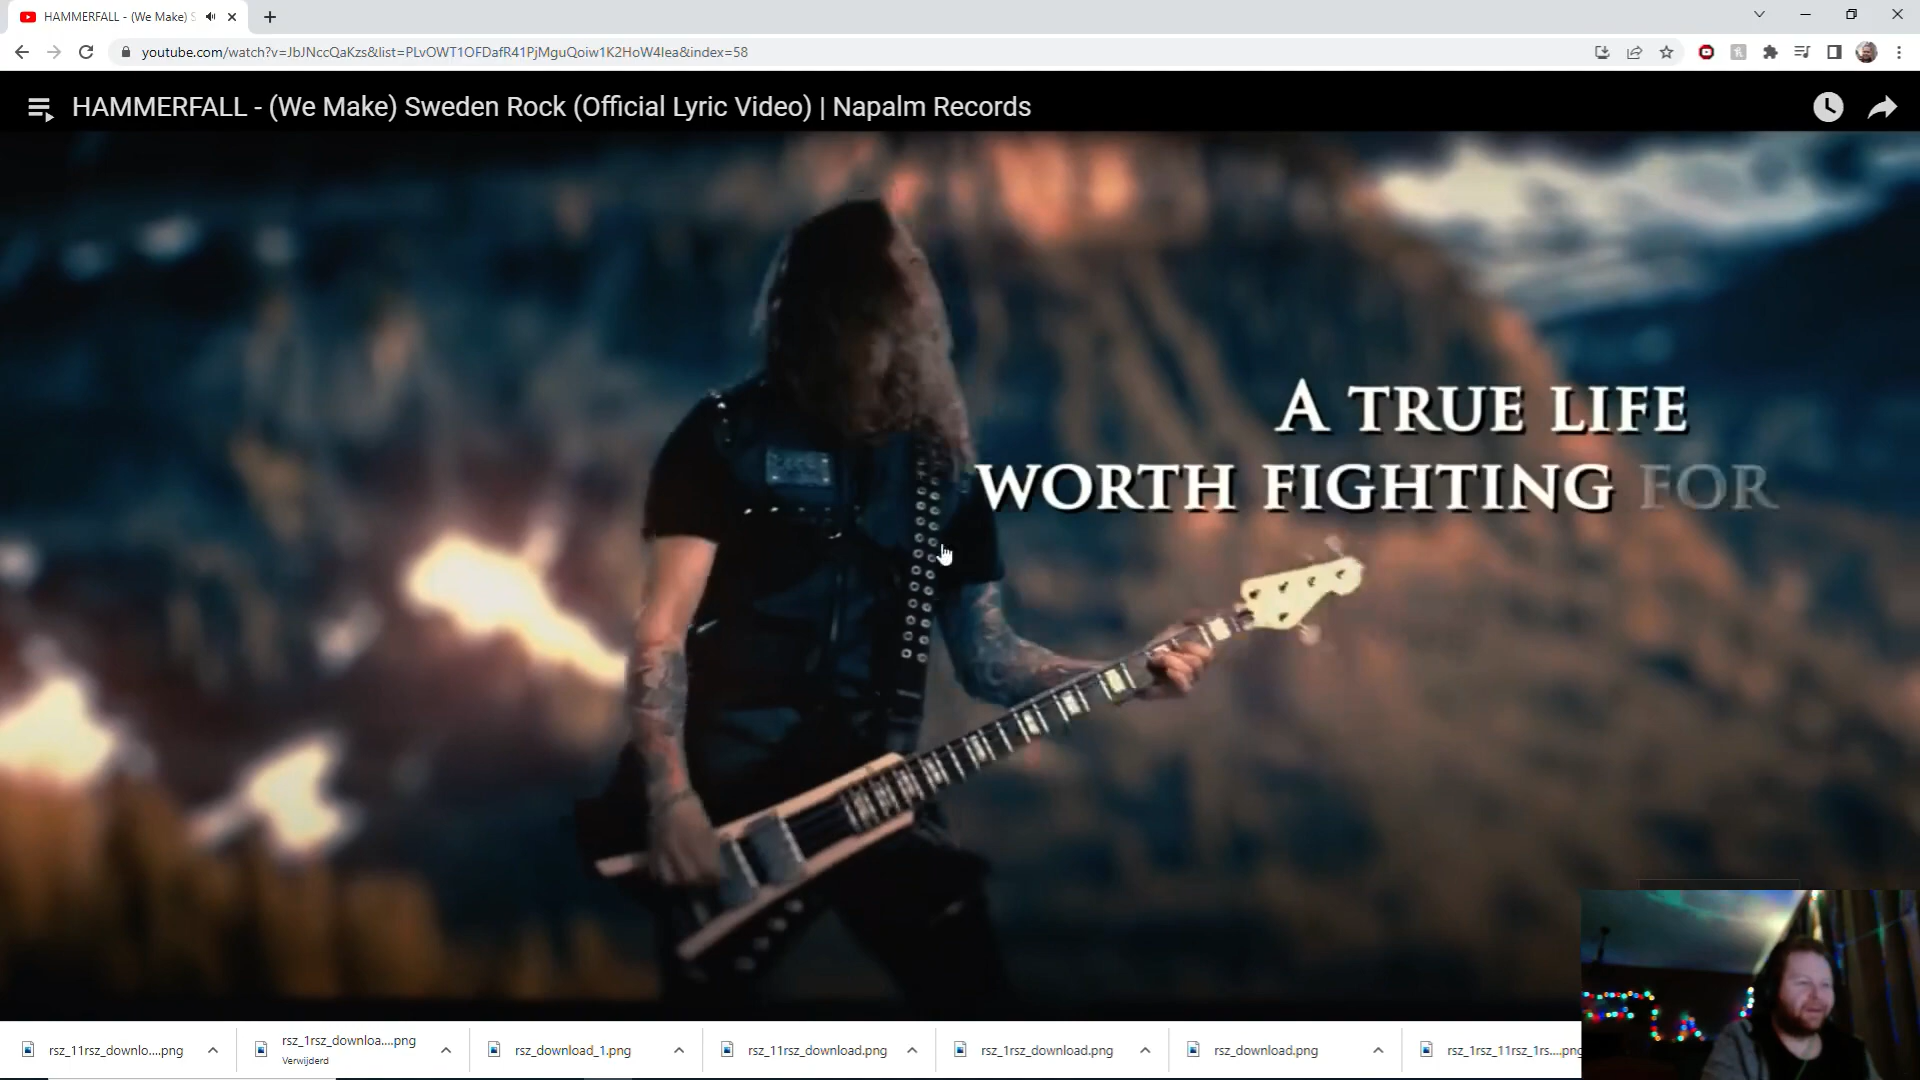 HAMMERFALL - (We Make) S
youtube.com/watch?v=JbJNccQaKzs&list=PLvOWT1OFDafR41PjMguQoiw1K2HoW4lea&index=58
HAMMERFALL - (We Make) Sweden Rock (Official Lyric Video) | Napalm Records
A TRUE LIFE
WORTH FIGHTING FOR
rsz_11rsz_downlo....png
rsz_1rsz_downloa....png
Verwijderd
rsz_download_1.png
rsz_11rsz_download.png
rsz_1rsz_download.png
rsz_download.png
rsz_1rsz_11rsz_1rs....png